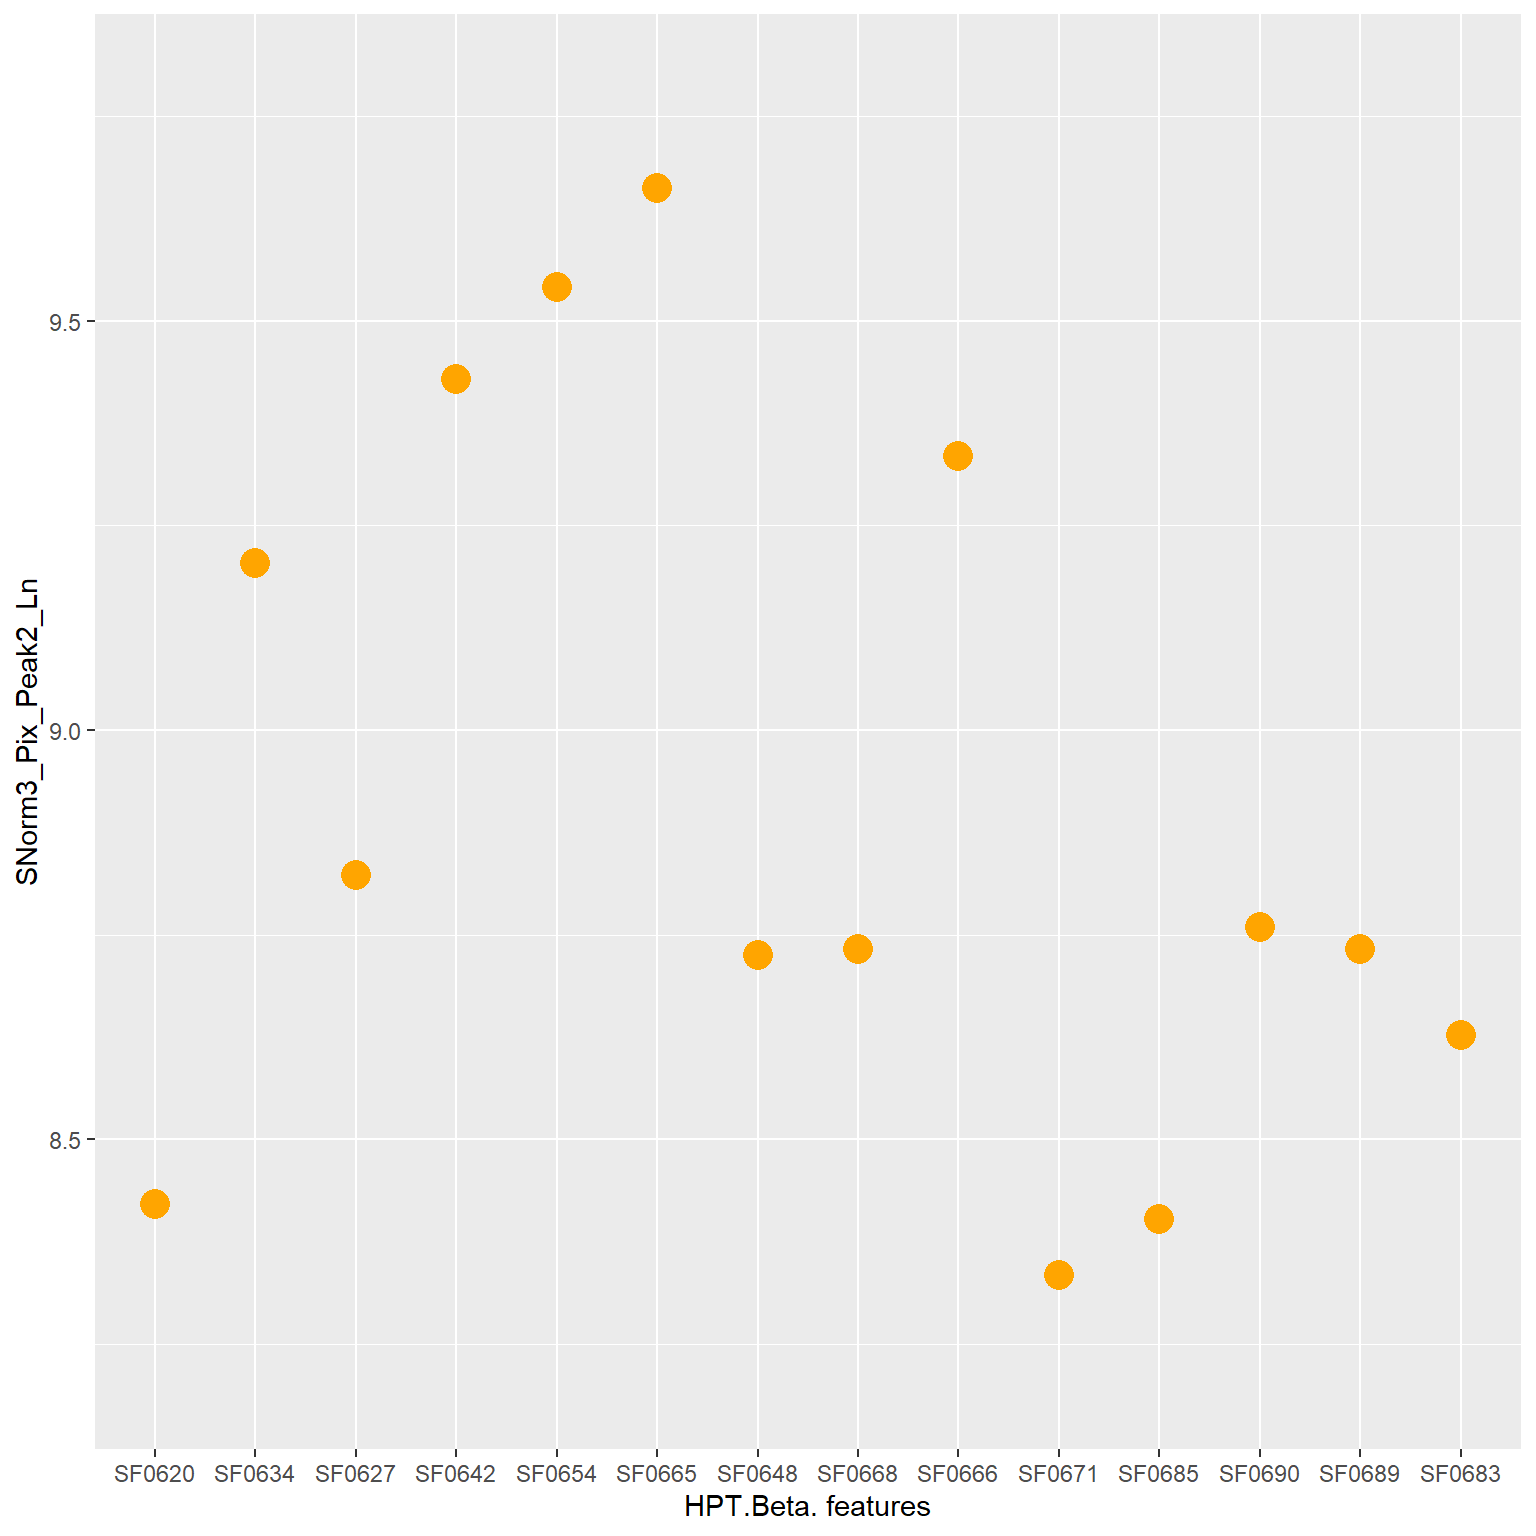 SNorm3_Pix_Peak2_Ln
9.5
9.0
8.5
SF0620 SF0634 SF0627 SF0642 SF0654 SF0665 SF0648 SF0668 SF0666 SF0671 SF0685 SF0690 SF0689 SF0683
HPT.Beta. features